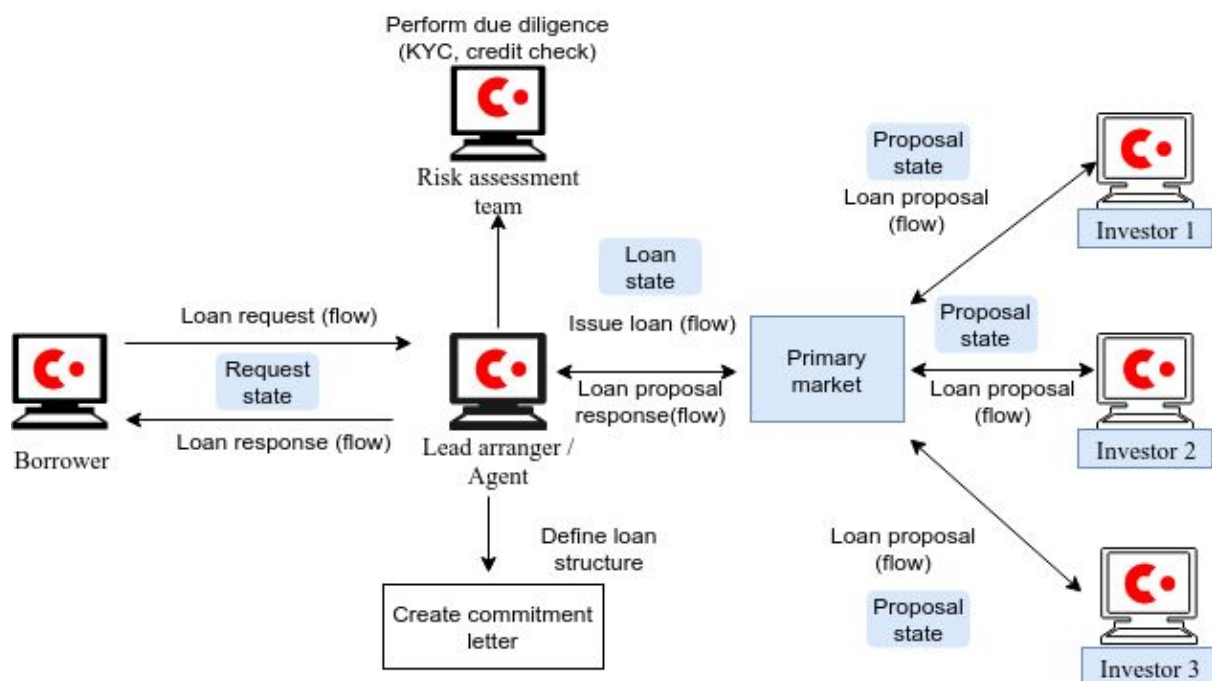 Perform due diligence
(KYC, credit check)
Risk assessment
team
Loan request (flow)
Request
state
Loan response (flow)
Borrower
Lead arranger /
Agent
Define loan
structure
Create commitment
letter
Loan
state
Issue loan (flow)
Loan proposal
response(flow)
Primary
market
Proposal
state
Loan proposal
(flow)
Investor 1
Proposal
state
Loan proposal
(flow)
Investor 2
Loan proposal
(flow)
Proposal
state
Investor 3